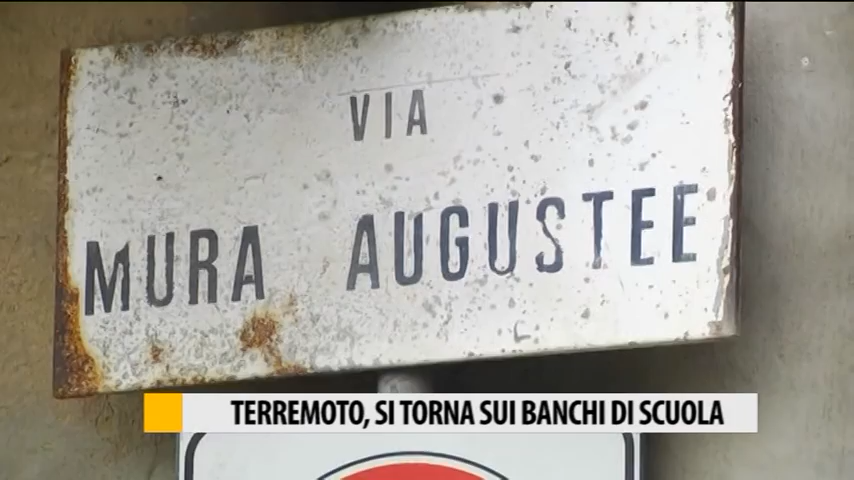 VIA
MURA AUGUSTEE
TERREMOTO, SI TORNA SUI BANCHI DI SCUOLA